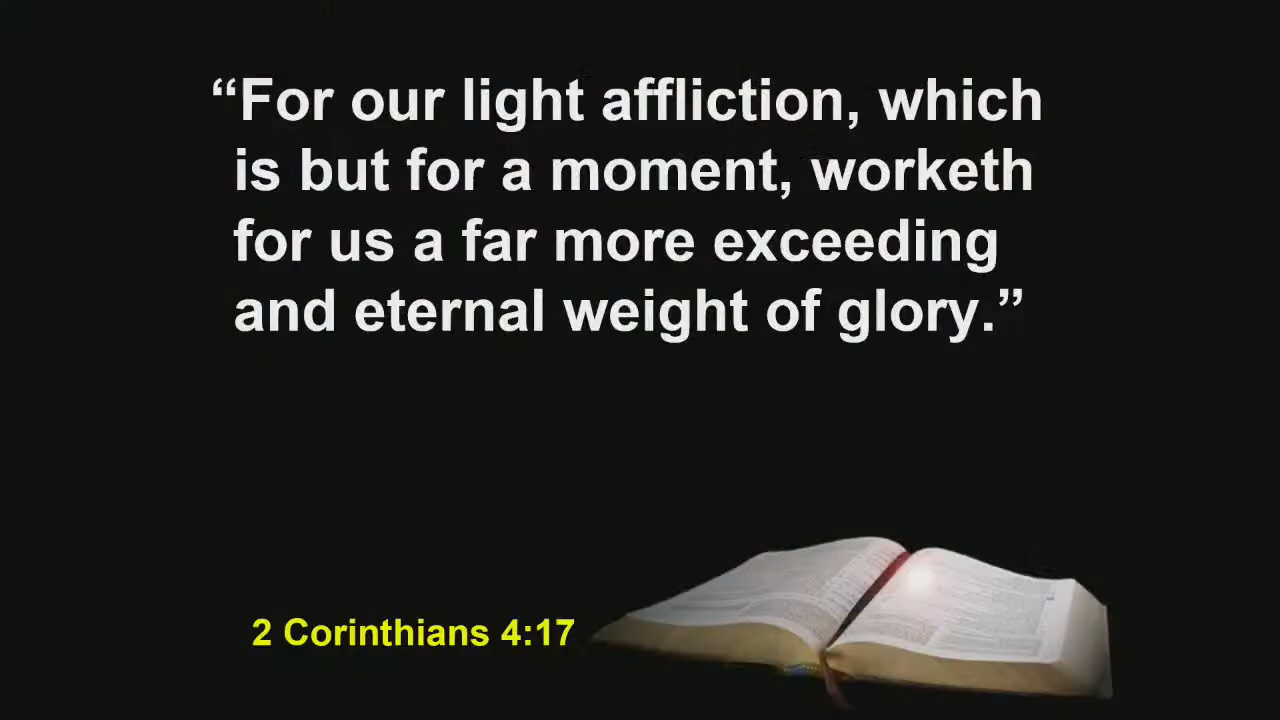 “For our light affliction, which
is but for a moment, worketh
for us a far more exceeding
and eternal weight of glory.”
2 Corinthians 4:17